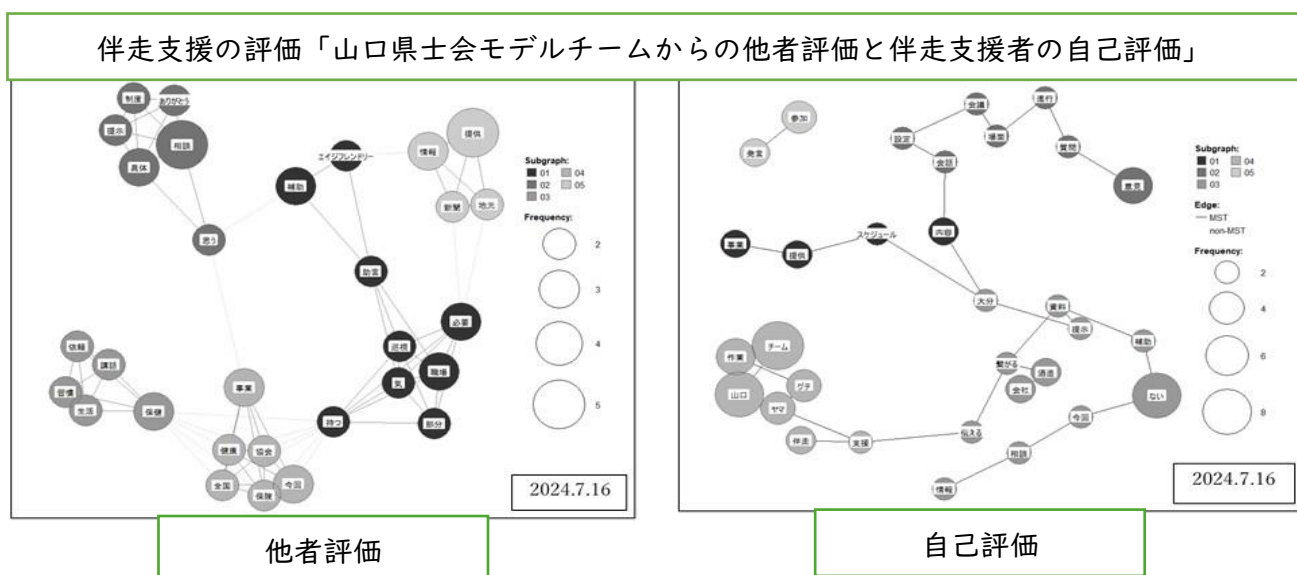 伴走支援の評価「山口県士会モデルチームからの他者評価と伴走支援者の自己評価」
制度
ありがとう
提示
相談
具体
思う
エイジフレンドリー
補助
情報
提供
新聞
地元
助言
必要
巡視
職場
気
持つ
部分
依頼
講話
習慣
生活
保健
事業
健康
協会
全国
保険
今回
Subgraph:
01 04
02 05
03
Frequency:
2
3
4
5
2024.7.16
他者評価
参加
発言
会議
進行
設定
場面
質問
会話
意見
事業
提供
スケジュール
内容
大分
資料
提示
補助
繋がる
酒造
会社
ない
チーム
作業
山口
グチ
ヤマ
伴走
支援
伝える
今回
相談
情報
Subgraph:
01 04
02 05
03
Edge:
MST
non-MST
Frequency:
2
4
6
8
2024.7.16
自己評価